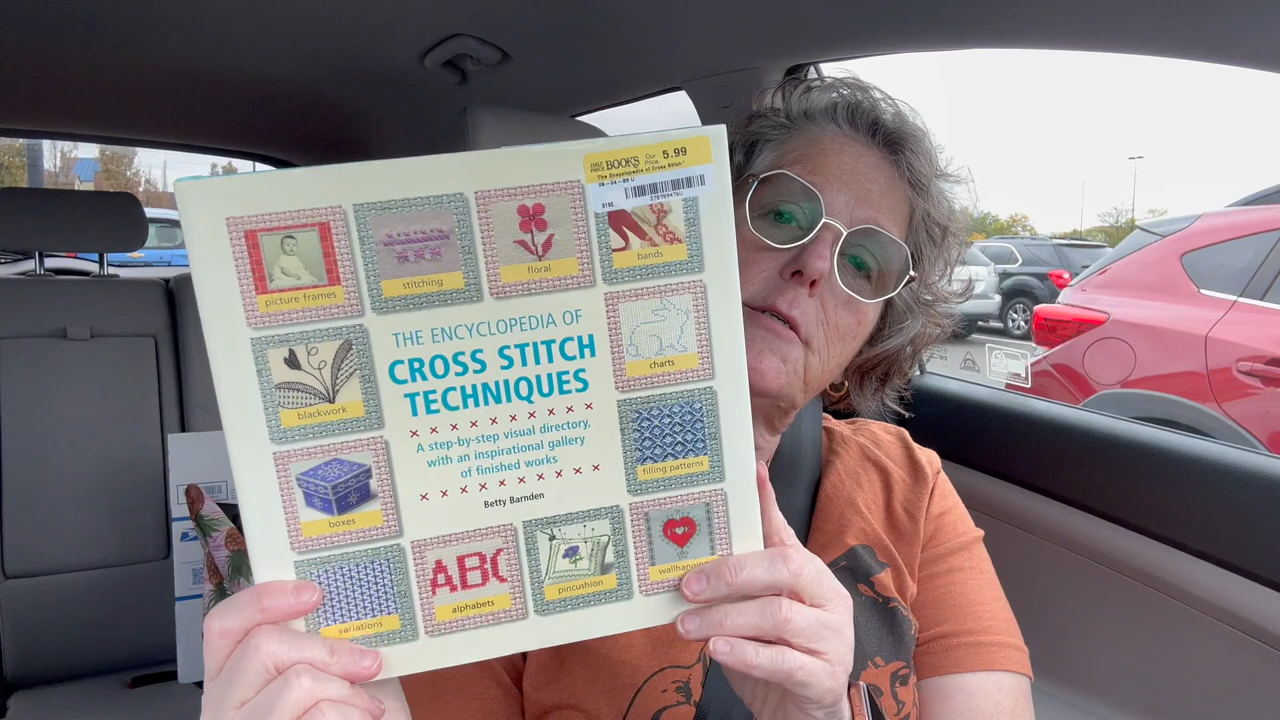 HALF PRICE BOOKS Our Price 5.99
The Encyclopedia of Cross Stitch
picture frames
stitching
floral
bands
THE ENCYCLOPEDIA OF
CROSS STITCH
TECHNIQUES
A step-by-step visual directory,
with an inspirational gallery
of finished works
Betty Barnden
blackwork
charts
boxes
filling patterns
variations
ABC
alphabets
pincushion
wallhanging